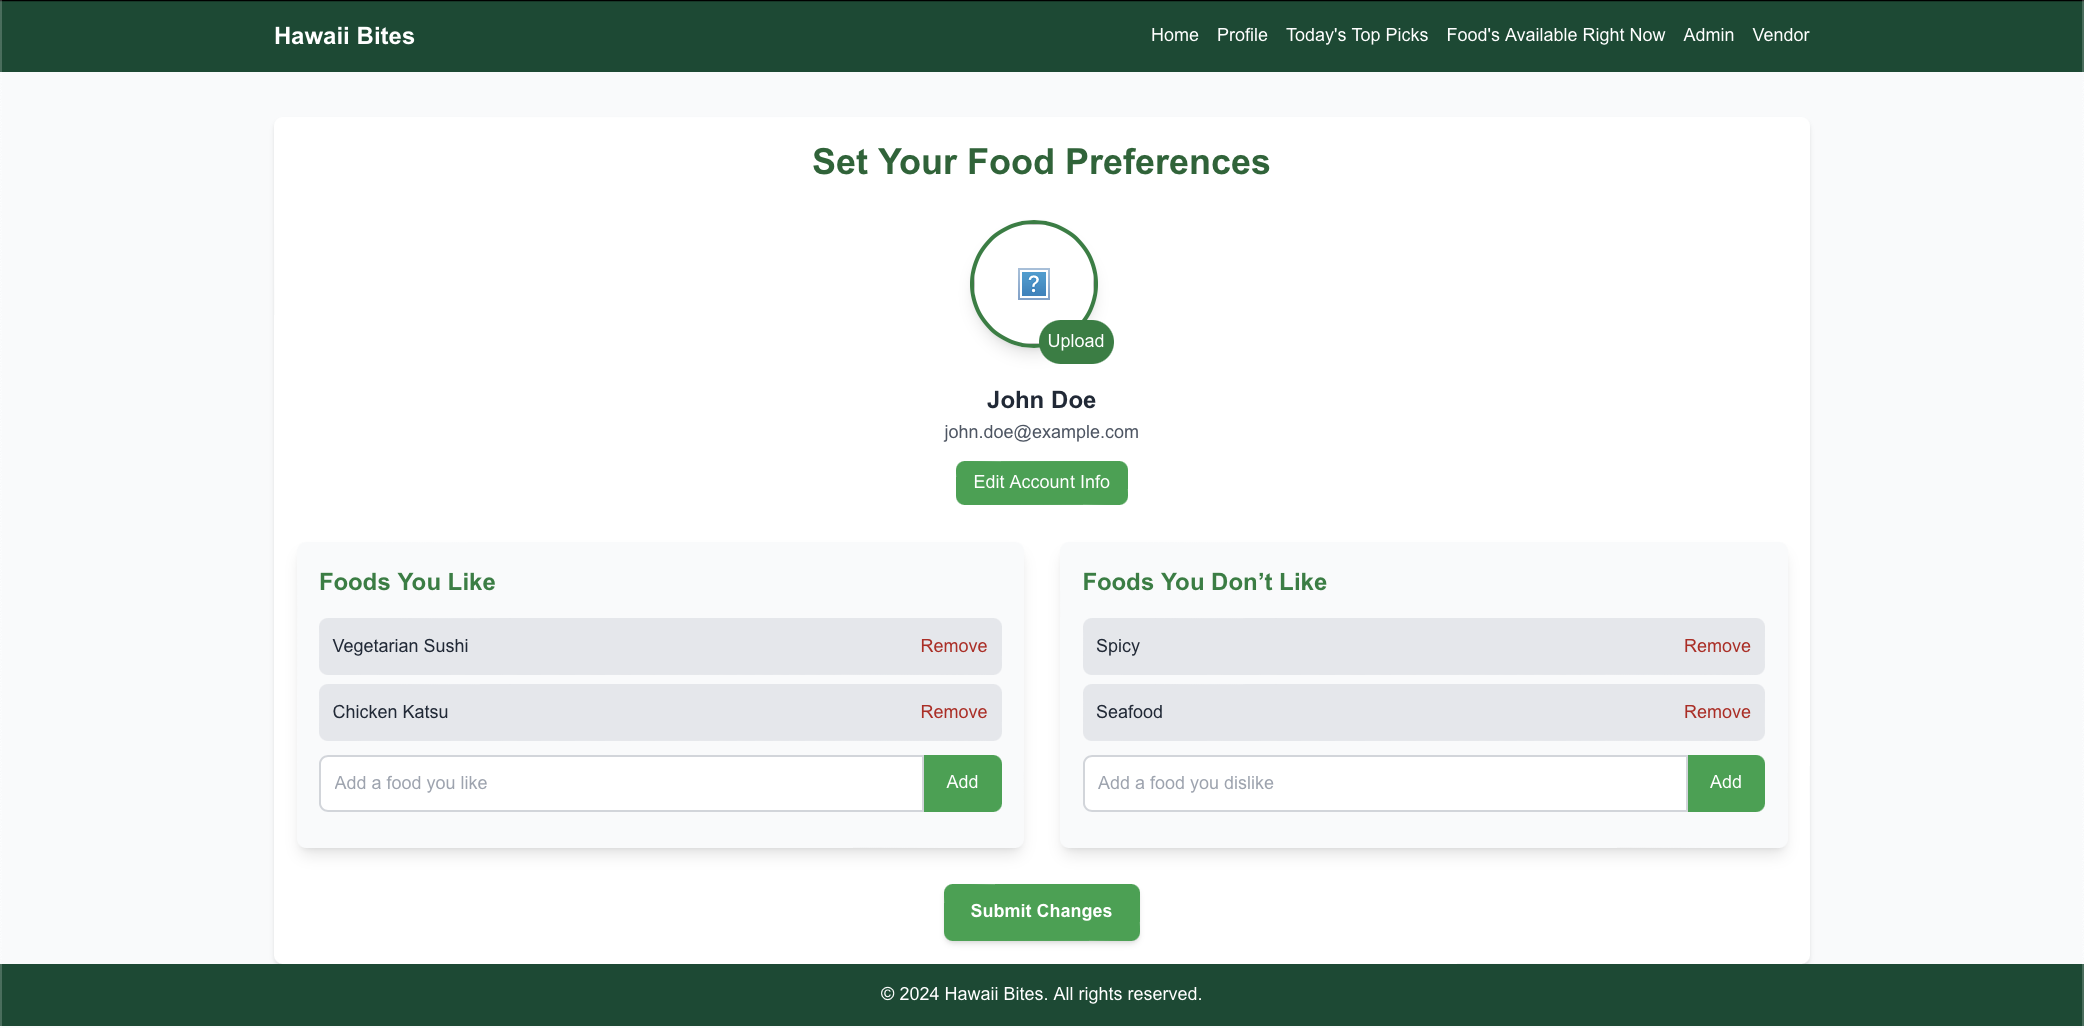 Hawaii Bites
Home Profile Today's Top Picks Food's Available Right Now Admin Vendor
Set Your Food Preferences
?
Upload
John Doe
john.doe@example.com
Edit Account Info
Foods You Like
Vegetarian Sushi Remove
Chicken Katsu Remove
Add a food you like Add
Foods You Don’t Like
Spicy Remove
Seafood Remove
Add a food you dislike Add
Submit Changes
© 2024 Hawaii Bites. All rights reserved.